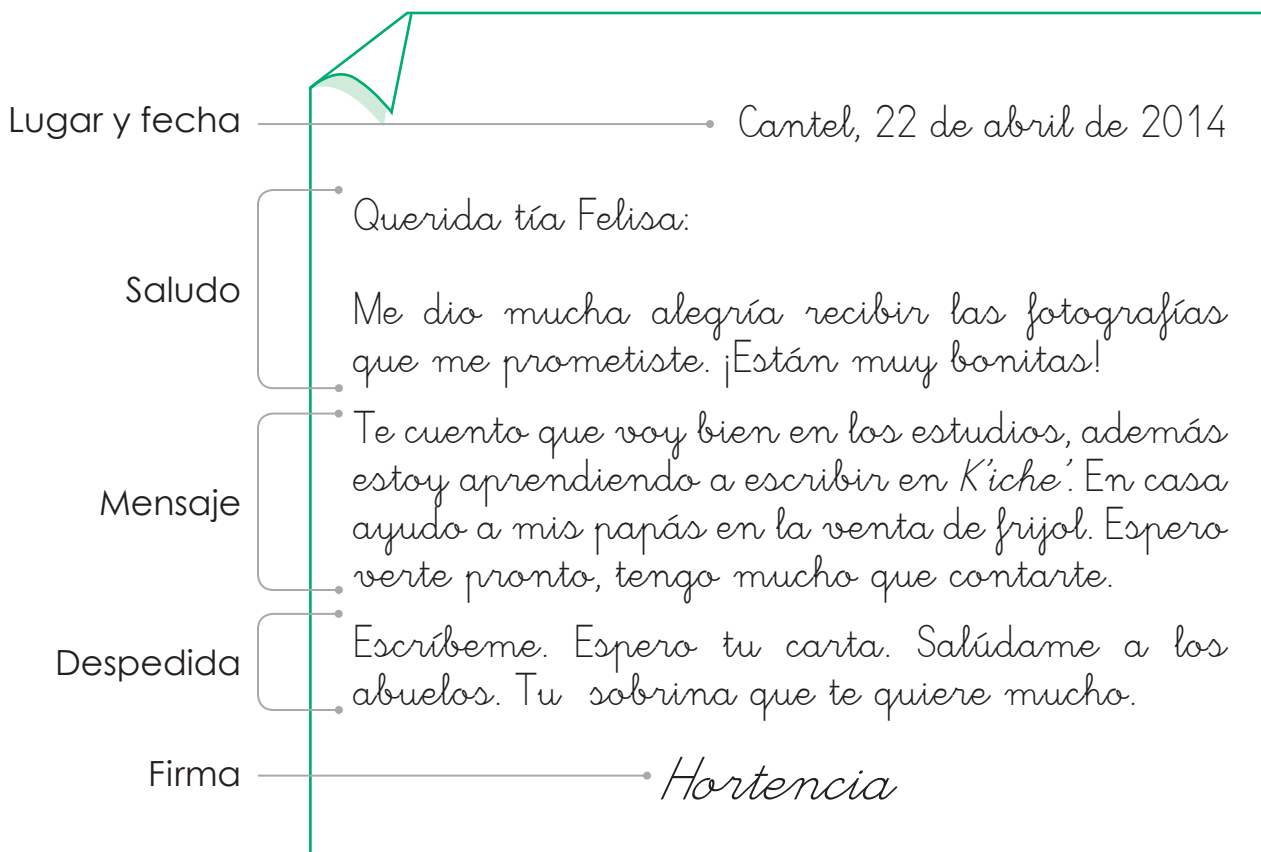 Lugar y fecha
Cantel, 22 de abril de 2014
Saludo
Querida tía Felisa:
Me dio mucha alegría recibir las fotografías
que me prometiste. ¡Están muy bonitas!
Mensaje
Te cuento que voy bien en los estudios, además
estoy aprendiendo a escribir en K'iche'. En casa
ayudo a mis papás en la venta de frijol. Espero
verte pronto, tengo mucho que contarte.
Despedida
Escríbeme. Espero tu carta. Salúdame a los
abuelos. Tu sobrina que te quiere mucho.
Firma
Hortencia